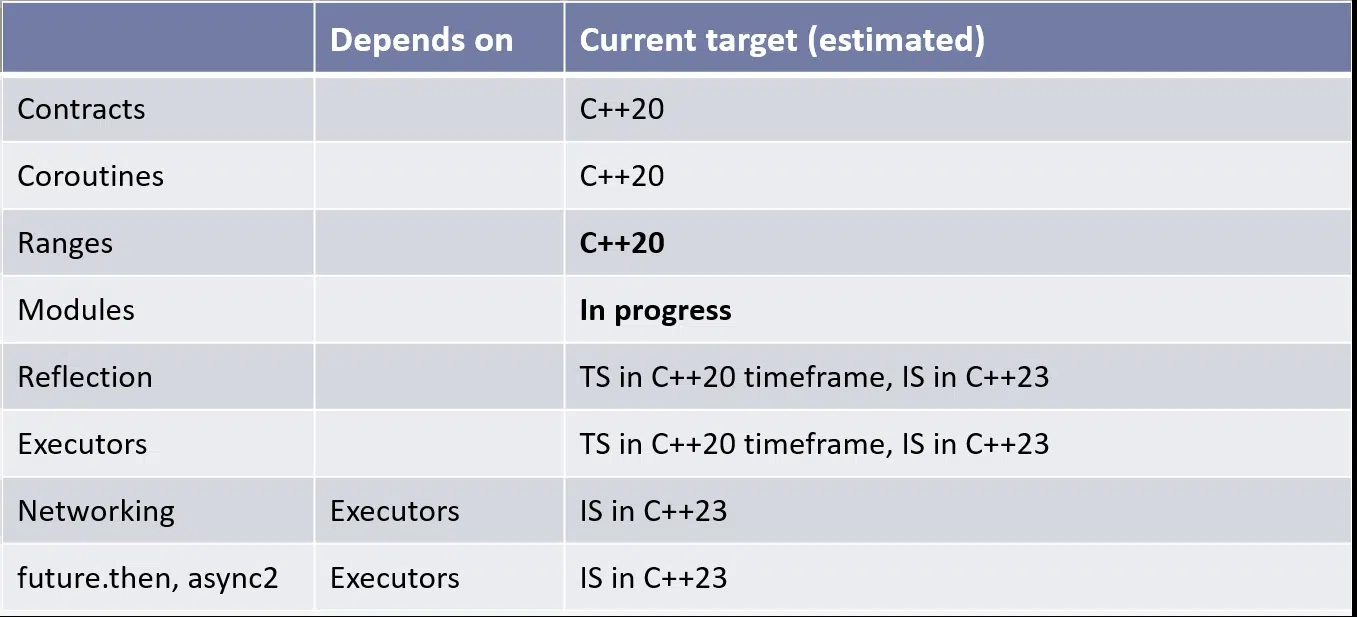 Depends on Current target (estimated)
Contracts C++20
Coroutines C++20
Ranges C++20
Modules In progress
Reflection TS in C++20 timeframe, IS in C++23
Executors TS in C++20 timeframe, IS in C++23
Networking Executors IS in C++23
future.then, async2 Executors IS in C++23